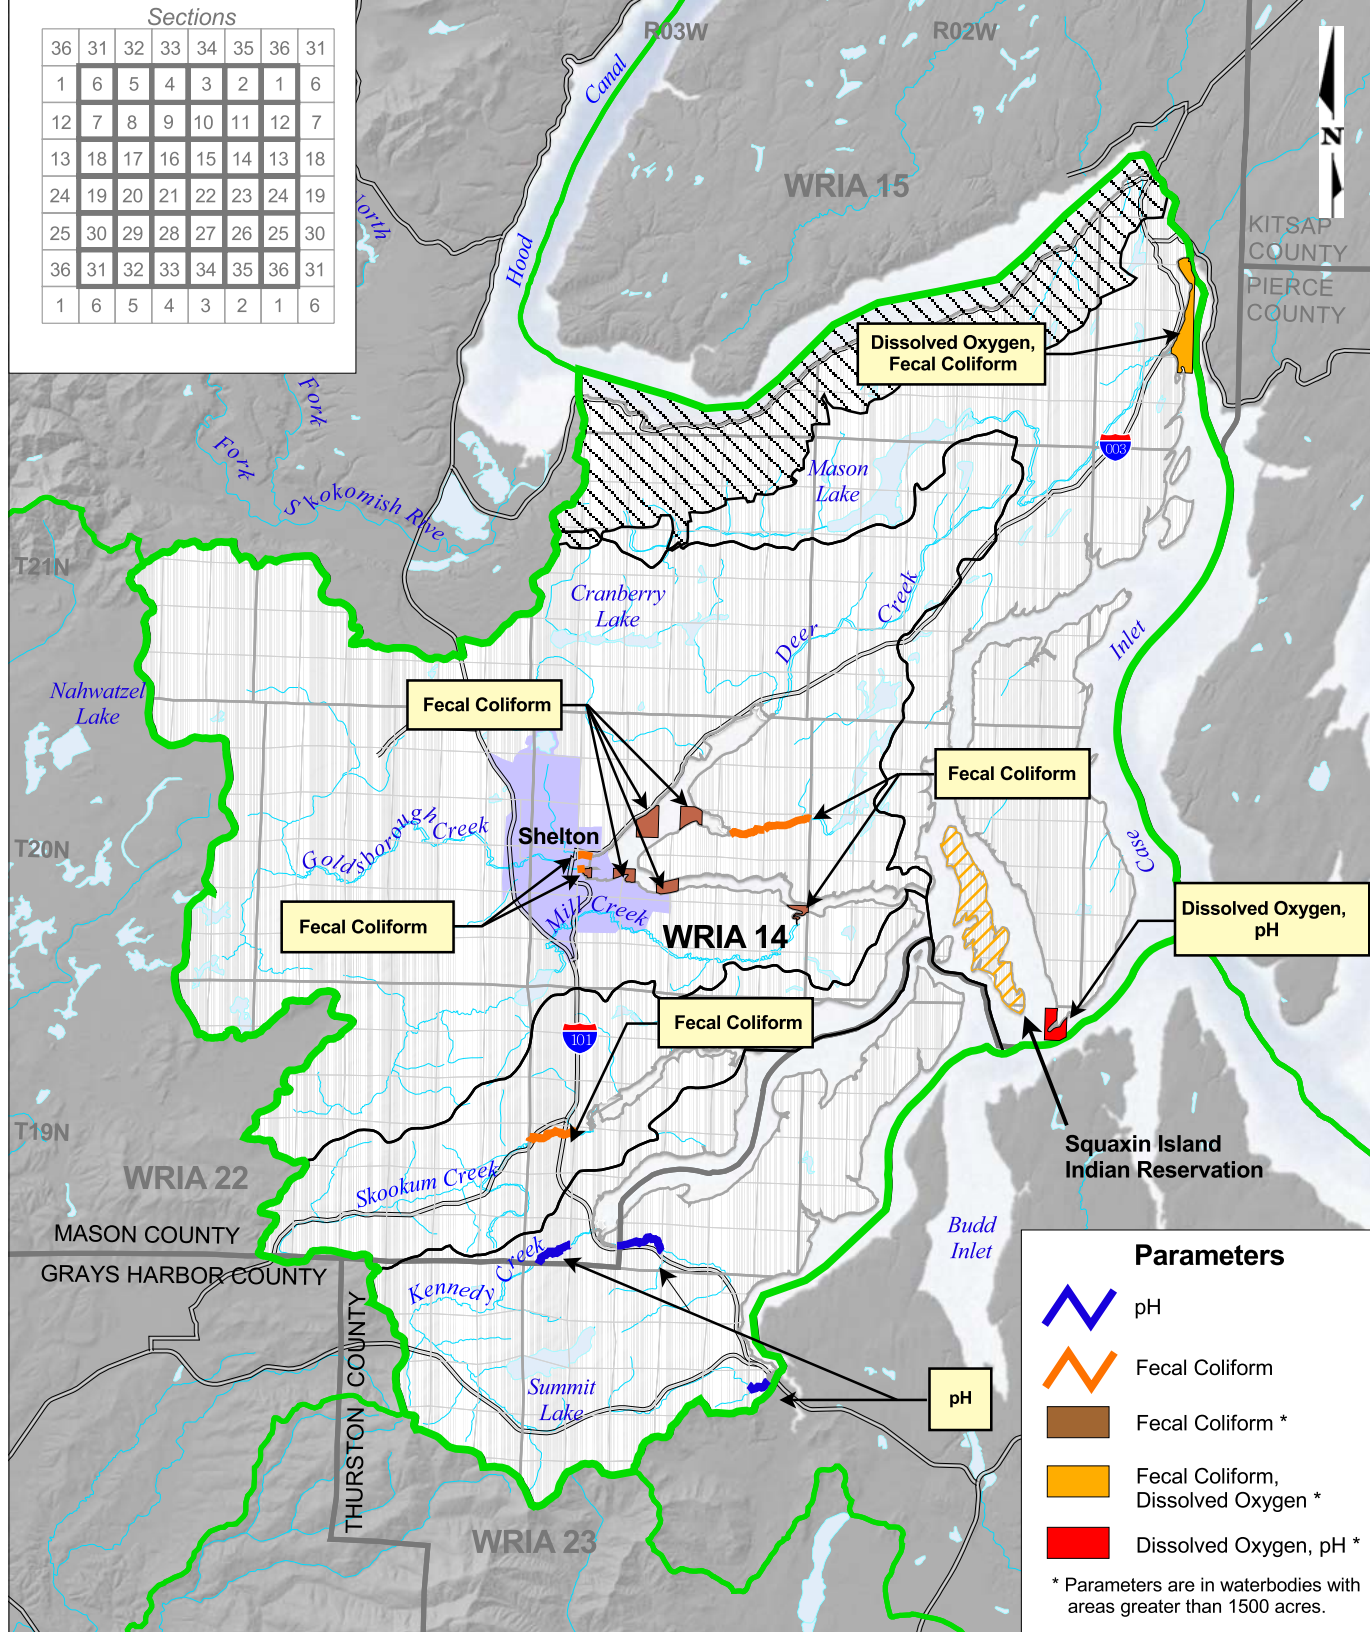 Sections
36 31 32 33 34 35 36 31
1 6 5 4 3 2 1 6
12 7 8 9 10 11 12 7
13 18 17 16 15 14 13 18
24 19 20 21 22 23 24 19
25 30 29 28 27 26 25 30
36 31 32 33 34 35 36 31
1 6 5 4 3 2 1 6
R03W
R02W
Hood Canal
N
WRIA 15
orth
KITSAP
COUNTY
PIERCE
COUNTY
Dissolved Oxygen,
Fecal Coliform
Fork
Fork
Skokomish Rive
003
Mason
Lake
T21N
Cranberry
Lake
Deer Creek
Case Inlet
Nahwatzel
Lake
Fecal Coliform
Fecal Coliform
Goldsborough Creek
Shelton
T20N
Fecal Coliform
Mill Creek
WRIA 14
Dissolved Oxygen,
pH
Fecal Coliform
101
T19N
Squaxin Island
Indian Reservation
WRIA 22
Skookum Creek
MASON COUNTY
GRAYS HARBOR COUNTY
THURSTON COUNTY
Kennedy Creek
Budd
Inlet
Summit
Lake
pH
WRIA 23
Parameters
pH
Fecal Coliform
Fecal Coliform *
Fecal Coliform,
Dissolved Oxygen *
Dissolved Oxygen, pH *
* Parameters are in waterbodies with
areas greater than 1500 acres.